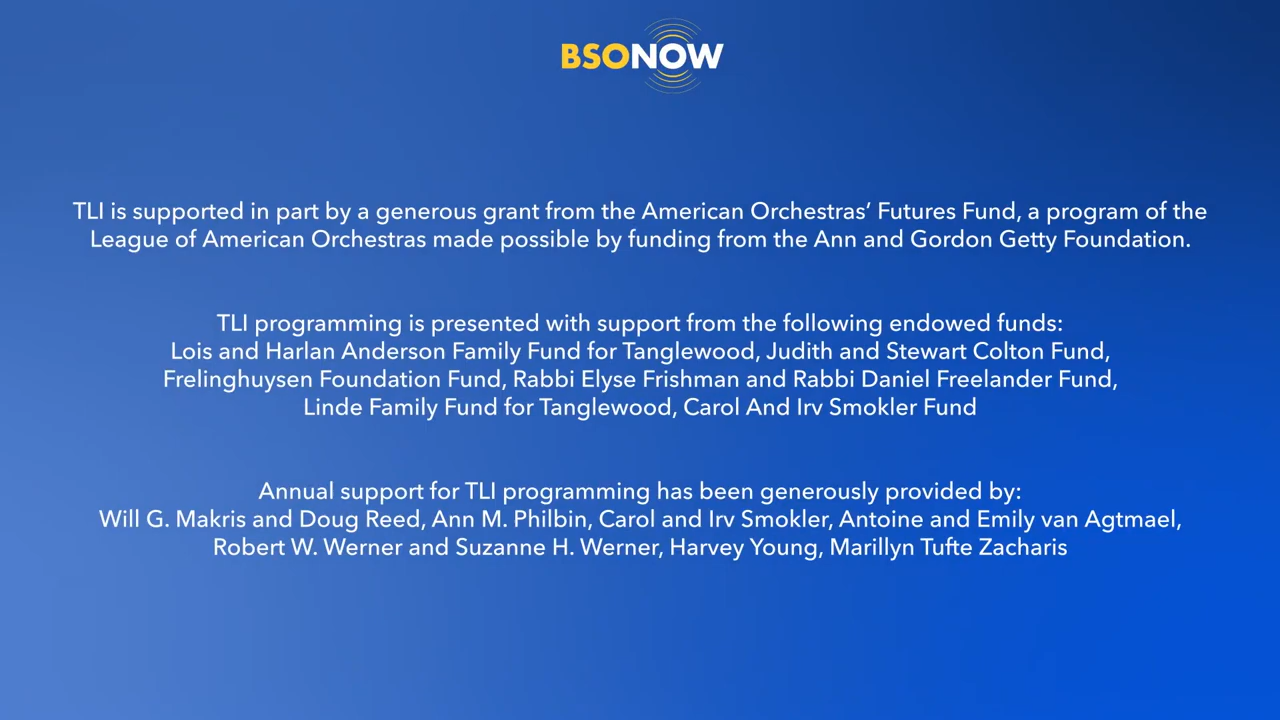 BSONOW
TLI is supported in part by a generous grant from the American Orchestras’ Futures Fund, a program of the
League of American Orchestras made possible by funding from the Ann and Gordon Getty Foundation.
TLI programming is presented with support from the following endowed funds:
Lois and Harlan Anderson Family Fund for Tanglewood, Judith and Stewart Colton Fund,
Frelinghuysen Foundation Fund, Rabbi Elyse Frishman and Rabbi Daniel Freelander Fund,
Linde Family Fund for Tanglewood, Carol And Irv Smokler Fund
Annual support for TLI programming has been generously provided by:
Will G. Makris and Doug Reed, Ann M. Philbin, Carol and Irv Smokler, Antoine and Emily van Agtmael,
Robert W. Werner and Suzanne H. Werner, Harvey Young, Marillyn Tufte Zacharis